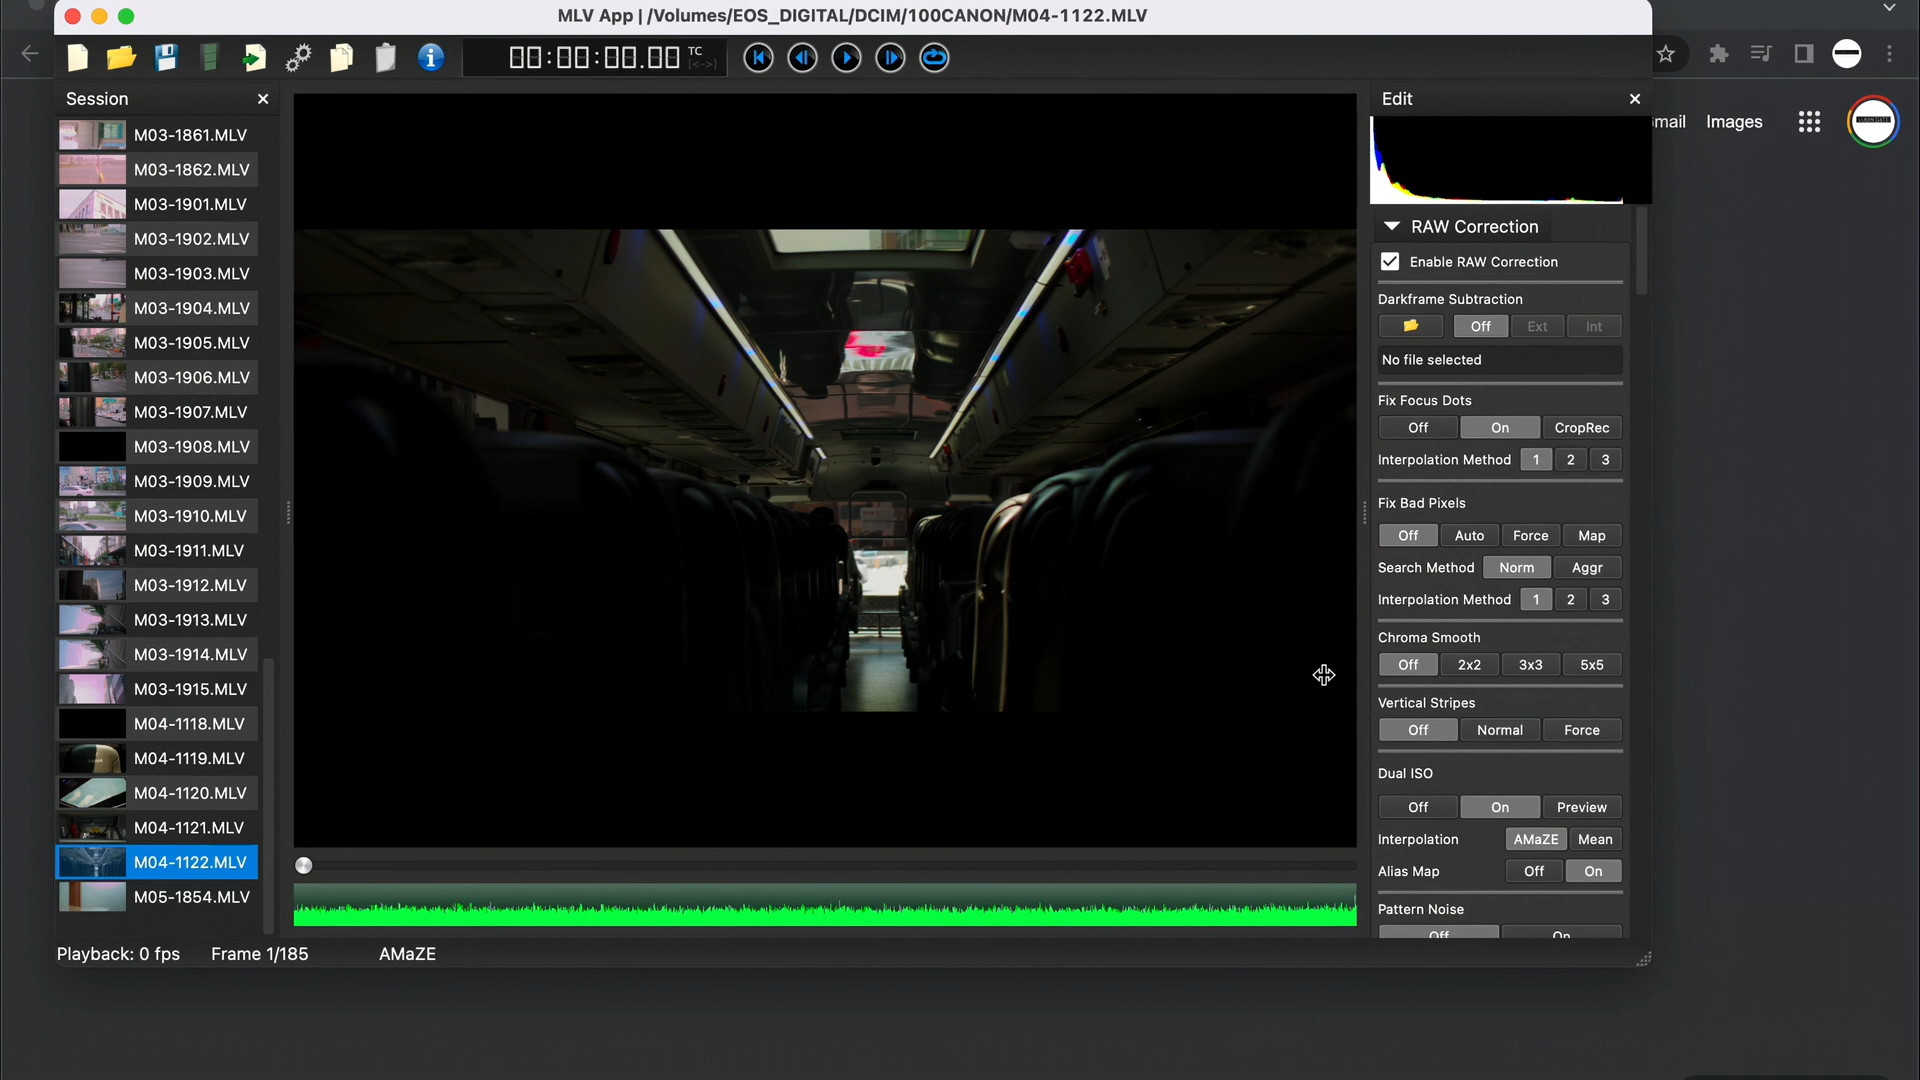 MLV App | /Volumes/EOS_DIGITAL/DCIM/100CANON/M04-1122.MLV
00:00:00.00 TC
[<->]
Session
Edit
mail Images
M03-1861.MLV
M03-1862.MLV
M03-1901.MLV
M03-1902.MLV
M03-1903.MLV
M03-1904.MLV
M03-1905.MLV
M03-1906.MLV
M03-1907.MLV
M03-1908.MLV
M03-1909.MLV
M03-1910.MLV
M03-1911.MLV
M03-1912.MLV
M03-1913.MLV
M03-1914.MLV
M03-1915.MLV
M04-1118.MLV
M04-1119.MLV
M04-1120.MLV
M04-1121.MLV
M04-1122.MLV
M05-1854.MLV
RAW Correction
Enable RAW Correction
Darkframe Subtraction
Off Ext Int
No file selected
Fix Focus Dots
Off On CropRec
Interpolation Method 1 2 3
Fix Bad Pixels
Off Auto Force Map
Search Method Norm Aggr
Interpolation Method 1 2 3
Chroma Smooth
Off 2x2 3x3 5x5
Vertical Stripes
Off Normal Force
Dual ISO
Off On Preview
Interpolation AMaZE Mean
Alias Map Off On
Pattern Noise
Off On
Playback: 0 fps Frame 1/185 AMaZE